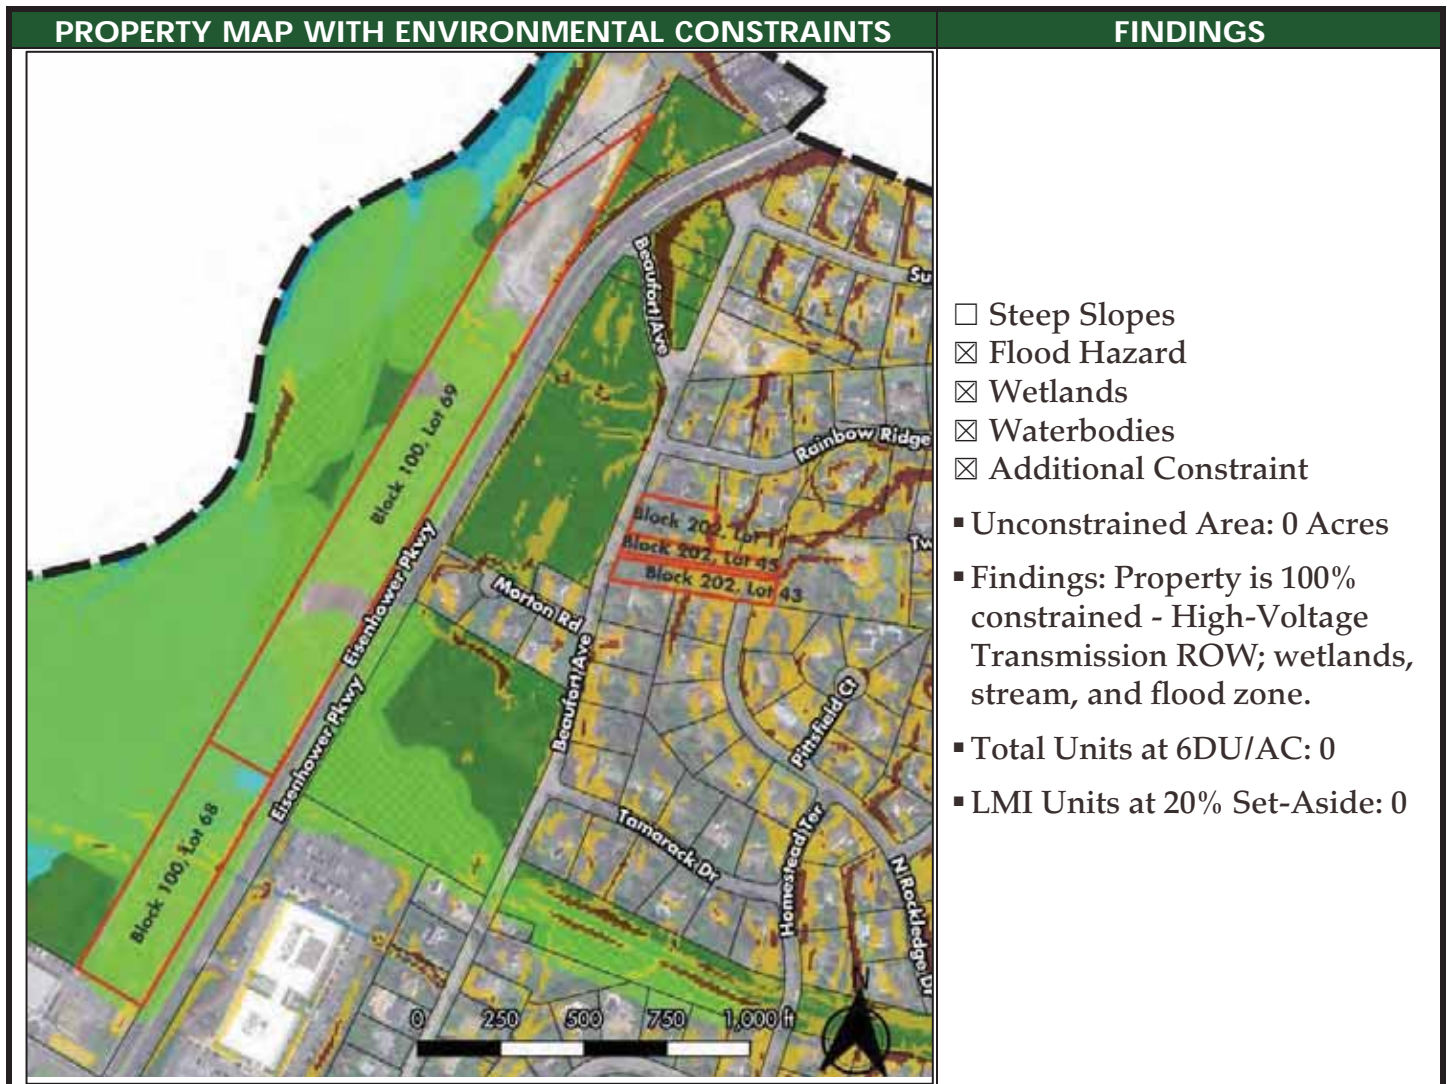 PROPERTY MAP WITH ENVIRONMENTAL CONSTRAINTS
FINDINGS
Beaufort Ave
Su
Block 100, Lot 69
Rainbow Ridge
Block 202, Lot 11
Tw
Block 202, Lot 45
Block 202, Lot 43
Eisenhower Pkwy
Morton Rd
Beaufort Ave
Pittsfield Ct
Eisenhower Pkwy
Block 100, Lot 68
Tamarack Dr
Homestead Ter
N Rockledge Dr
N
0 250 500 750 1,000 ft
☐ Steep Slopes
☒ Flood Hazard
☒ Wetlands
☒ Waterbodies
☒ Additional Constraint
▪ Unconstrained Area: 0 Acres
▪ Findings: Property is 100%
constrained - High-Voltage
Transmission ROW; wetlands,
stream, and flood zone.
▪ Total Units at 6DU/AC: 0
▪ LMI Units at 20% Set-Aside: 0